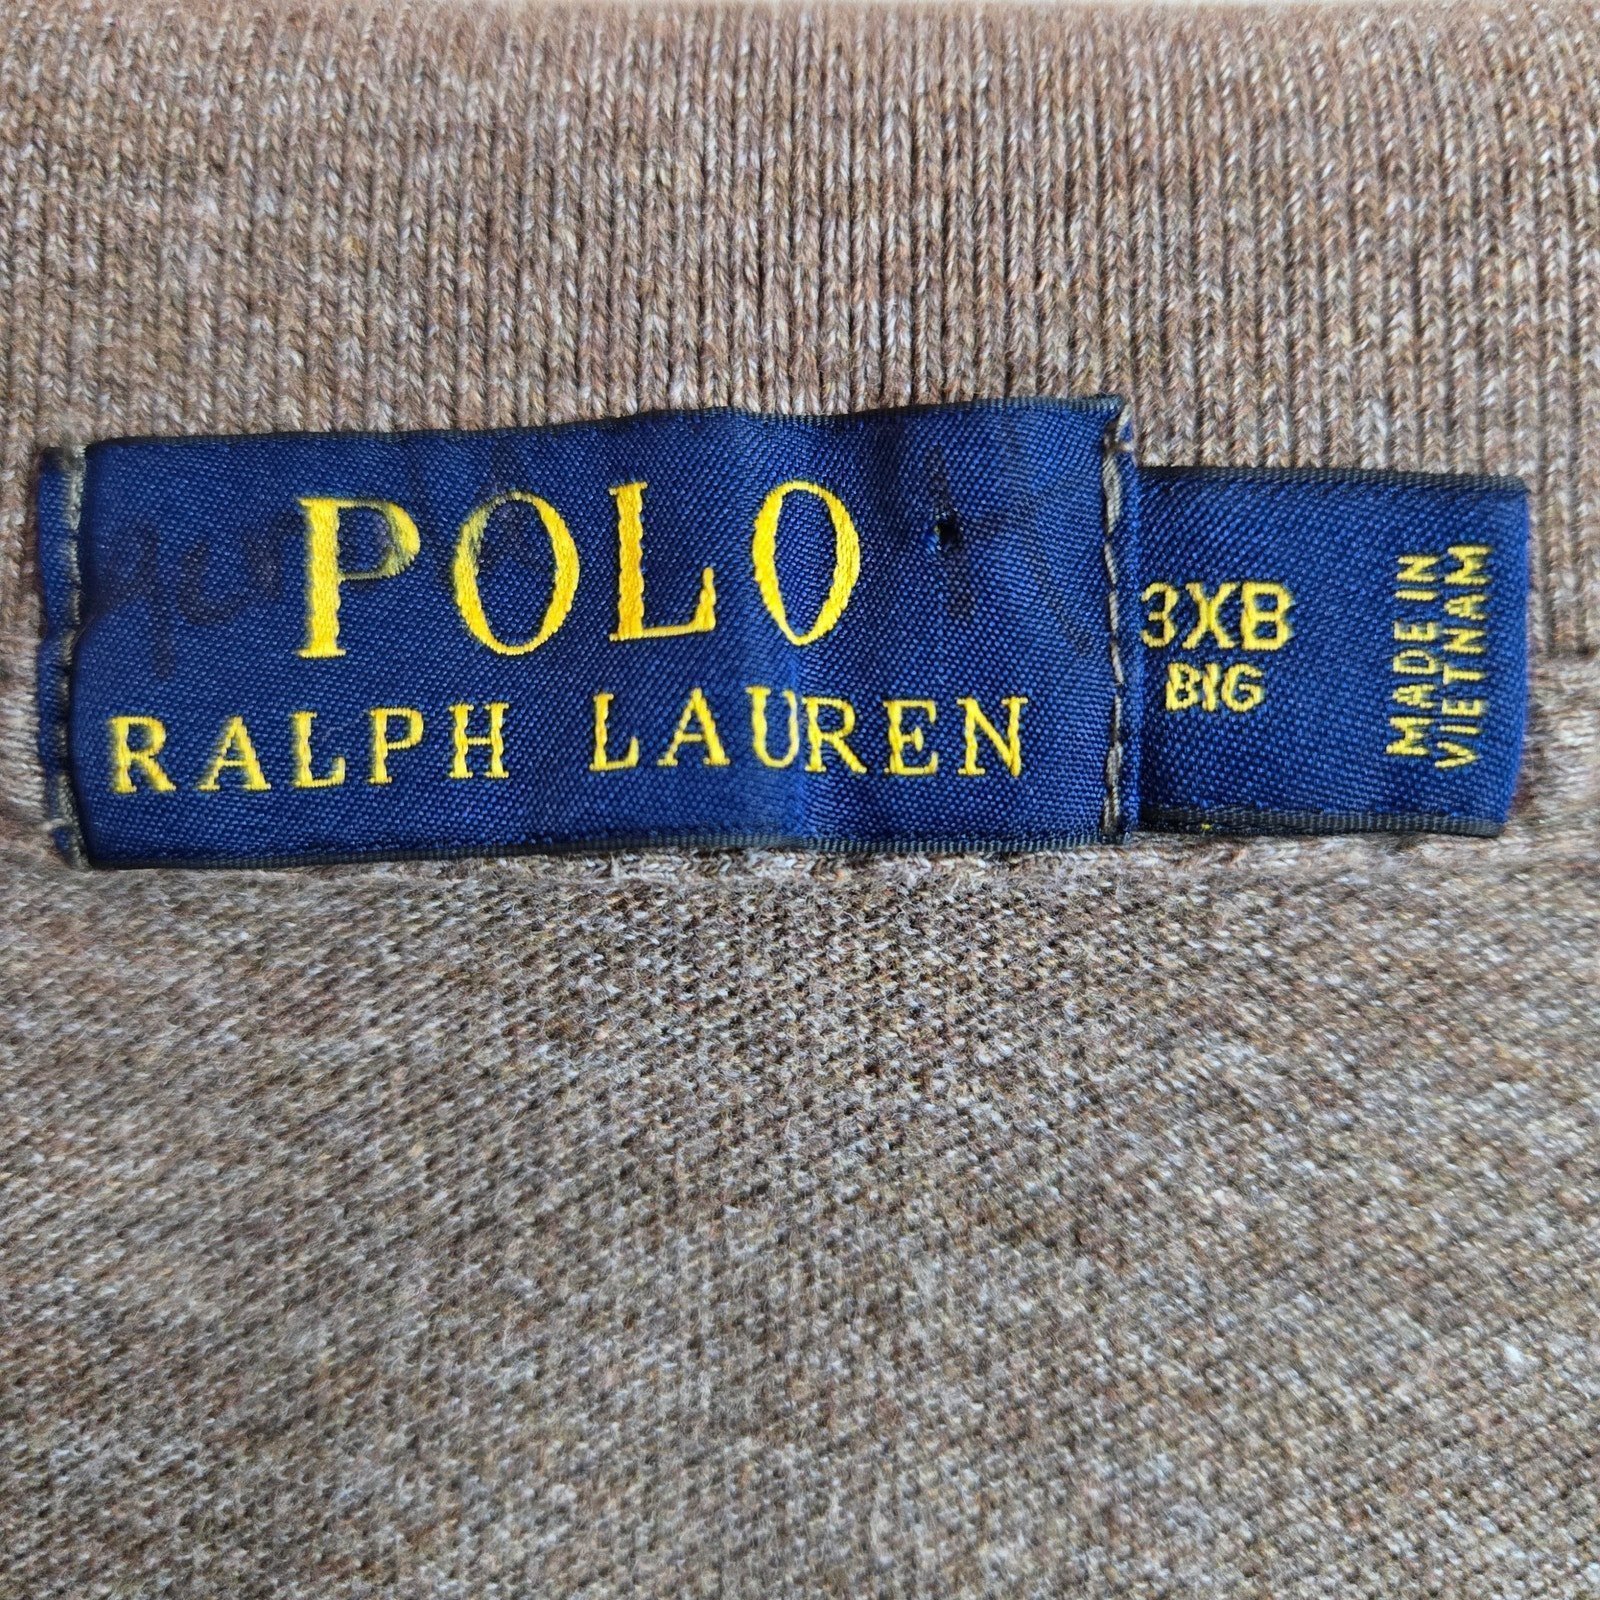 POLO
RALPH LAUREN
3XB
BIG
MADE IN
VIETNAM